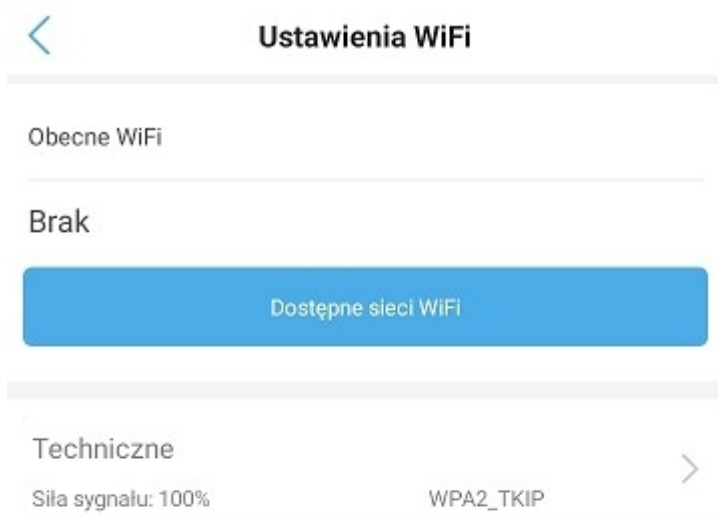 Ustawienia WiFi
Obecne WiFi
Brak
Dostępne sieci WiFi
Techniczne
Siła sygnału: 100% WPA2_TKIP